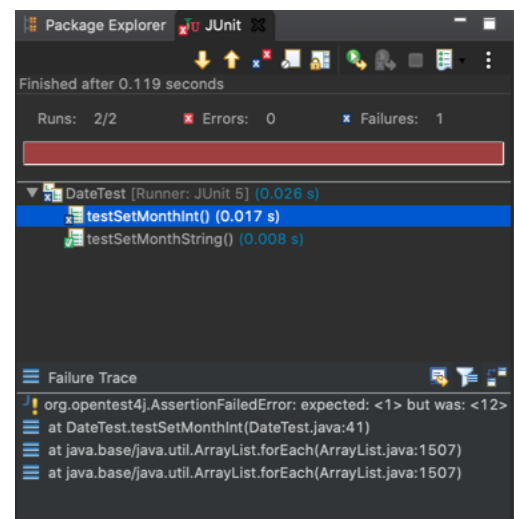 Package Explorer JUnit
Finished after 0.119 seconds
Runs: 2/2 Errors: 0 Failures: 1
DateTest [Runner: JUnit 5] (0.026 s)
testSetMonthInt() (0.017 s)
testSetMonthString() (0.008 s)
Failure Trace
org.opentest4j.AssertionFailedError: expected: <1> but was: <12>
at DateTest.testSetMonthInt(DateTest.java:41)
at java.base/java.util.ArrayList.forEach(ArrayList.java:1507)
at java.base/java.util.ArrayList.forEach(ArrayList.java:1507)